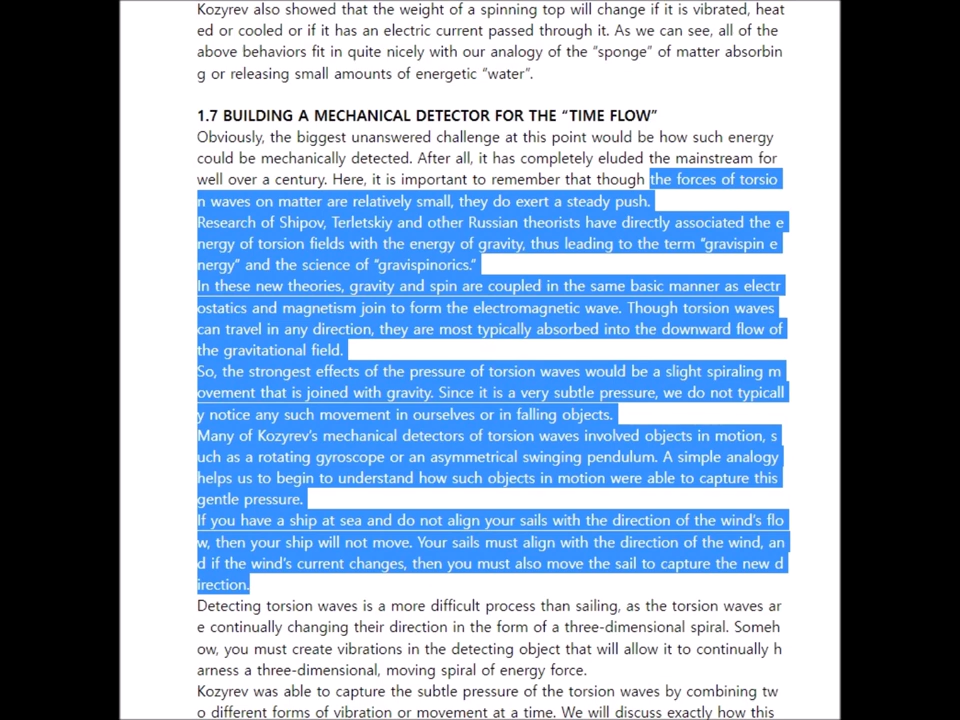 Kozyrev also showed that the weight of a spinning top will change if it is vibrated, heat
ed or cooled or if it has an electric current passed through it. As we can see, all of the
above behaviors fit in quite nicely with our analogy of the “sponge” of matter absorbin
g or releasing small amounts of energetic “water”.
1.7 BUILDING A MECHANICAL DETECTOR FOR THE “TIME FLOW”
Obviously, the biggest unanswered challenge at this point would be how such energy
could be mechanically detected. After all, it has completely eluded the mainstream for
well over a century. Here, it is important to remember that though the forces of torsio
n waves on matter are relatively small, they do exert a steady push.
Research of Shipov, Terletskiy and other Russian theorists have directly associated the e
nergy of torsion fields with the energy of gravity, thus leading to the term “gravispin e
nergy” and the science of “gravispinorics.”
In these new theories, gravity and spin are coupled in the same basic manner as electr
ostatics and magnetism join to form the electromagnetic wave. Though torsion waves
can travel in any direction, they are most typically absorbed into the downward flow of
the gravitational field.
So, the strongest effects of the pressure of torsion waves would be a slight spiraling m
ovement that is joined with gravity. Since it is a very subtle pressure, we do not typicall
y notice any such movement in ourselves or in falling objects.
Many of Kozyrev’s mechanical detectors of torsion waves involved objects in motion, s
uch as a rotating gyroscope or an asymmetrical swinging pendulum. A simple analogy
helps us to begin to understand how such objects in motion were able to capture this
gentle pressure.
If you have a ship at sea and do not align your sails with the direction of the wind’s flo
w, then your ship will not move. Your sails must align with the direction of the wind, an
d if the wind’s current changes, then you must also move the sail to capture the new d
irection.
Detecting torsion waves is a more difficult process than sailing, as the torsion waves ar
e continually changing their direction in the form of a three-dimensional spiral. Someh
ow, you must create vibrations in the detecting object that will allow it to continually h
arness a three-dimensional, moving spiral of energy force.
Kozyrev was able to capture the subtle pressure of the torsion waves by combining tw
o different forms of vibration or movement at a time. We will discuss exactly how this